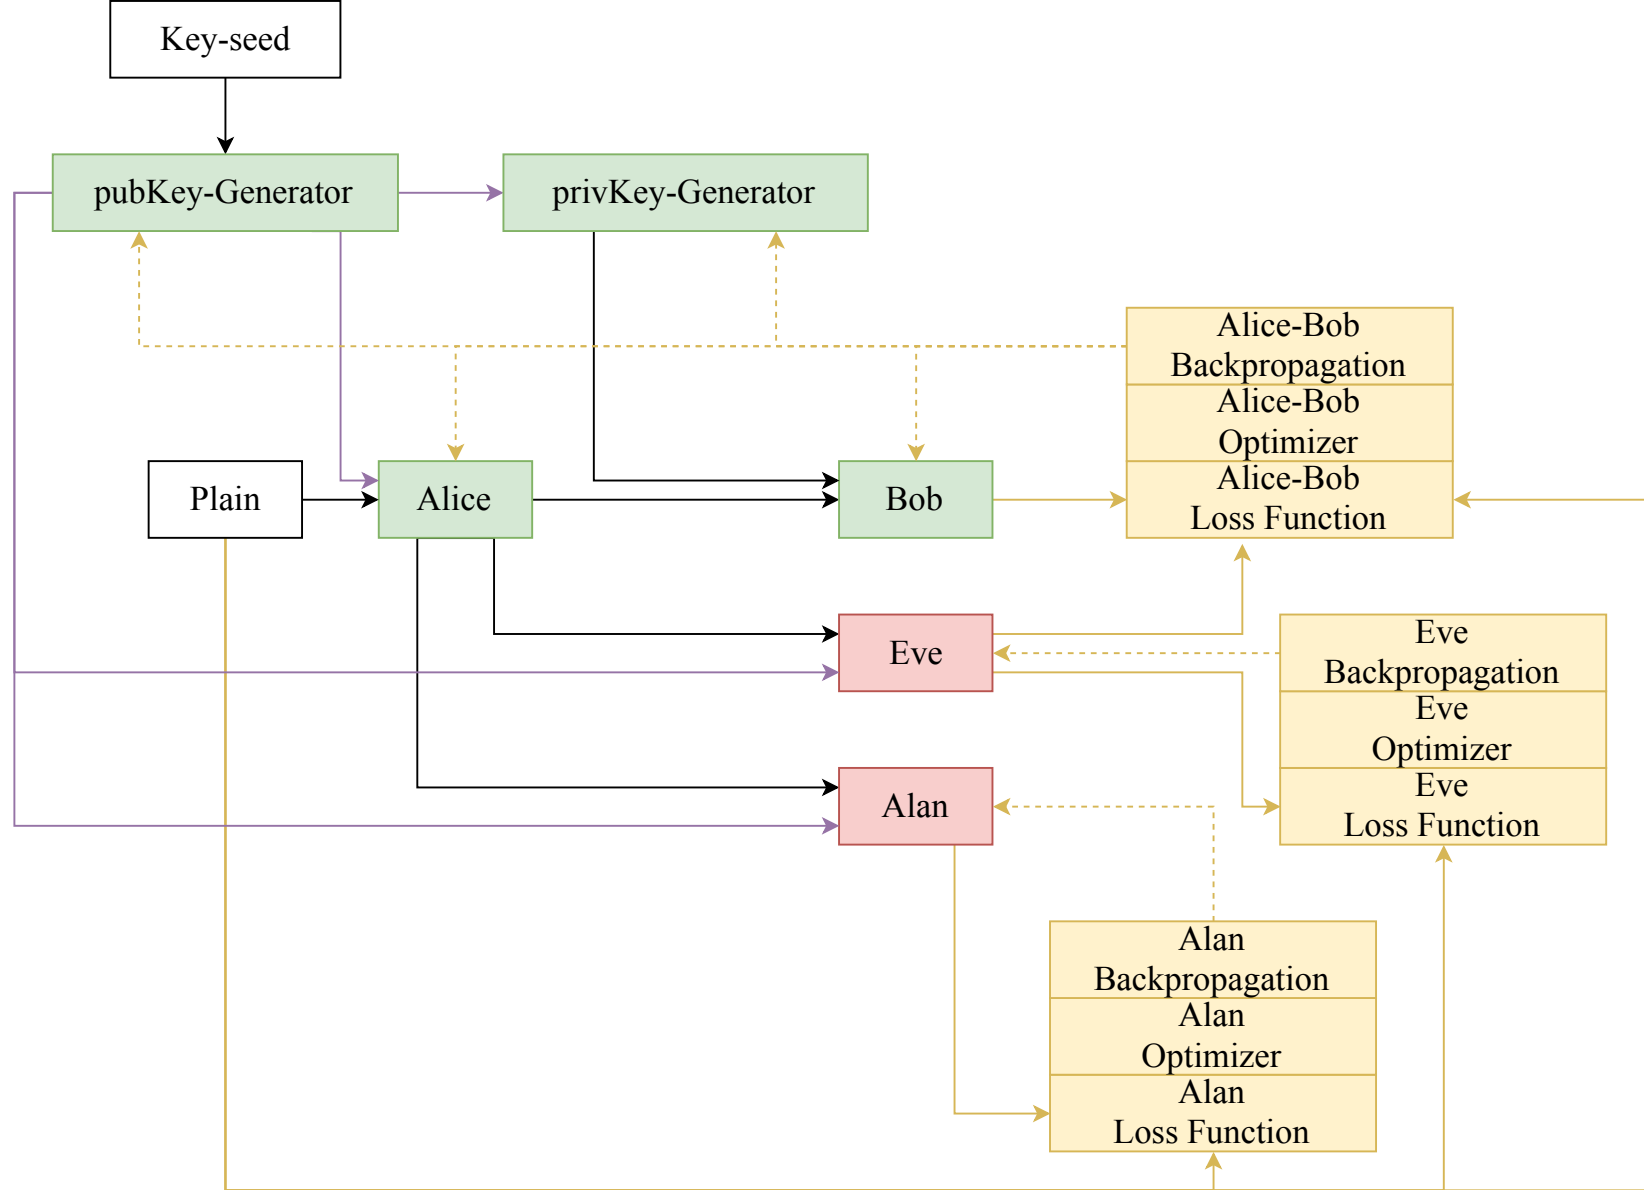 Key-seed
pubKey-Generator
privKey-Generator
Alice-Bob
Backpropagation
Alice-Bob
Optimizer
Alice-Bob
Loss Function
Plain
Alice
Bob
Eve
Eve
Backpropagation
Eve
Optimizer
Eve
Loss Function
Alan
Alan
Backpropagation
Alan
Optimizer
Alan
Loss Function